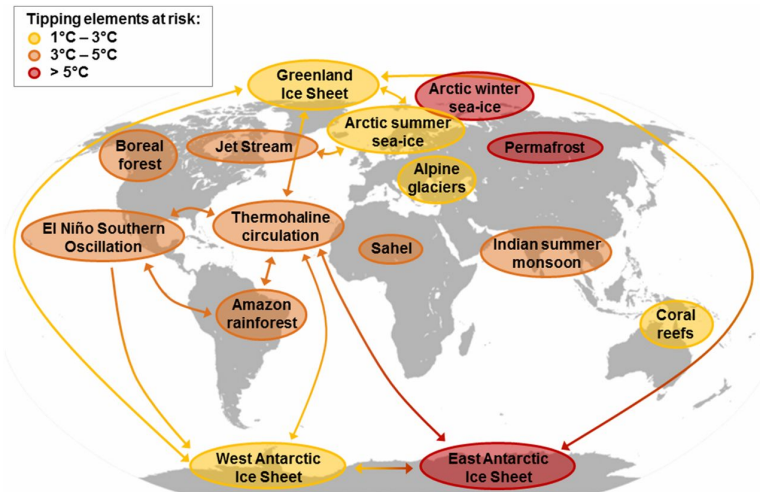 Tipping elements at risk:
1°C – 3°C
3°C – 5°C
> 5°C
Greenland
Ice Sheet
Arctic winter
sea-ice
Arctic summer
sea-ice
Boreal
forest
Jet Stream
Permafrost
Alpine
glaciers
El Niño Southern
Oscillation
Thermohaline
circulation
Sahel
Indian summer
monsoon
Amazon
rainforest
Coral
reefs
West Antarctic
Ice Sheet
East Antarctic
Ice Sheet